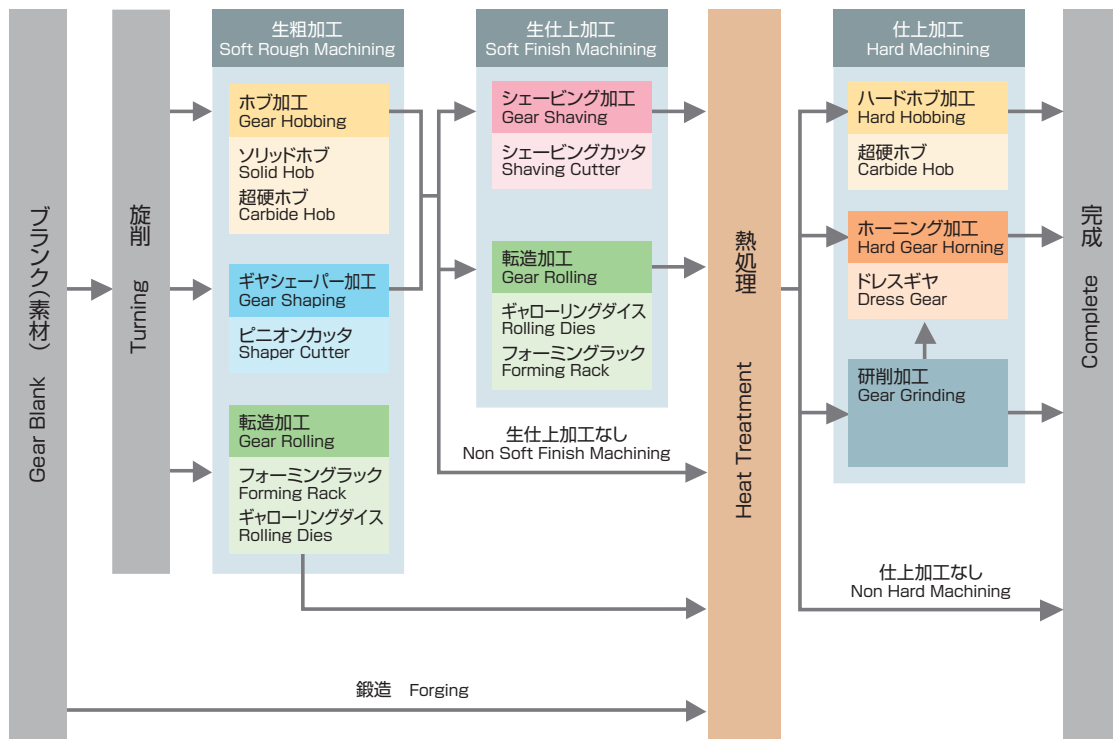 ブランク(素材) Gear Blank
旋削 Turning
生粗加工
Soft Rough Machining
ホブ加工
Gear Hobbing
ソリッドホブ
Solid Hob
超硬ホブ
Carbide Hob
ギヤシェーパー加工
Gear Shaping
ピニオンカッタ
Shaper Cutter
転造加工
Gear Rolling
フォーミングラック
Forming Rack
ギャローリングダイス
Rolling Dies
生仕上加工
Soft Finish Machining
シェービング加工
Gear Shaving
シェービングカッタ
Shaving Cutter
転造加工
Gear Rolling
ギャローリングダイス
Rolling Dies
フォーミングラック
Forming Rack
生仕上加工なし
Non Soft Finish Machining
鍛造 Forging
熱処理 Heat Treatment
仕上加工
Hard Machining
ハードホブ加工
Hard Hobbing
超硬ホブ
Carbide Hob
ホーニング加工
Hard Gear Horning
ドレスギヤ
Dress Gear
研削加工
Gear Grinding
仕上加工なし
Non Hard Machining
完成 Complete